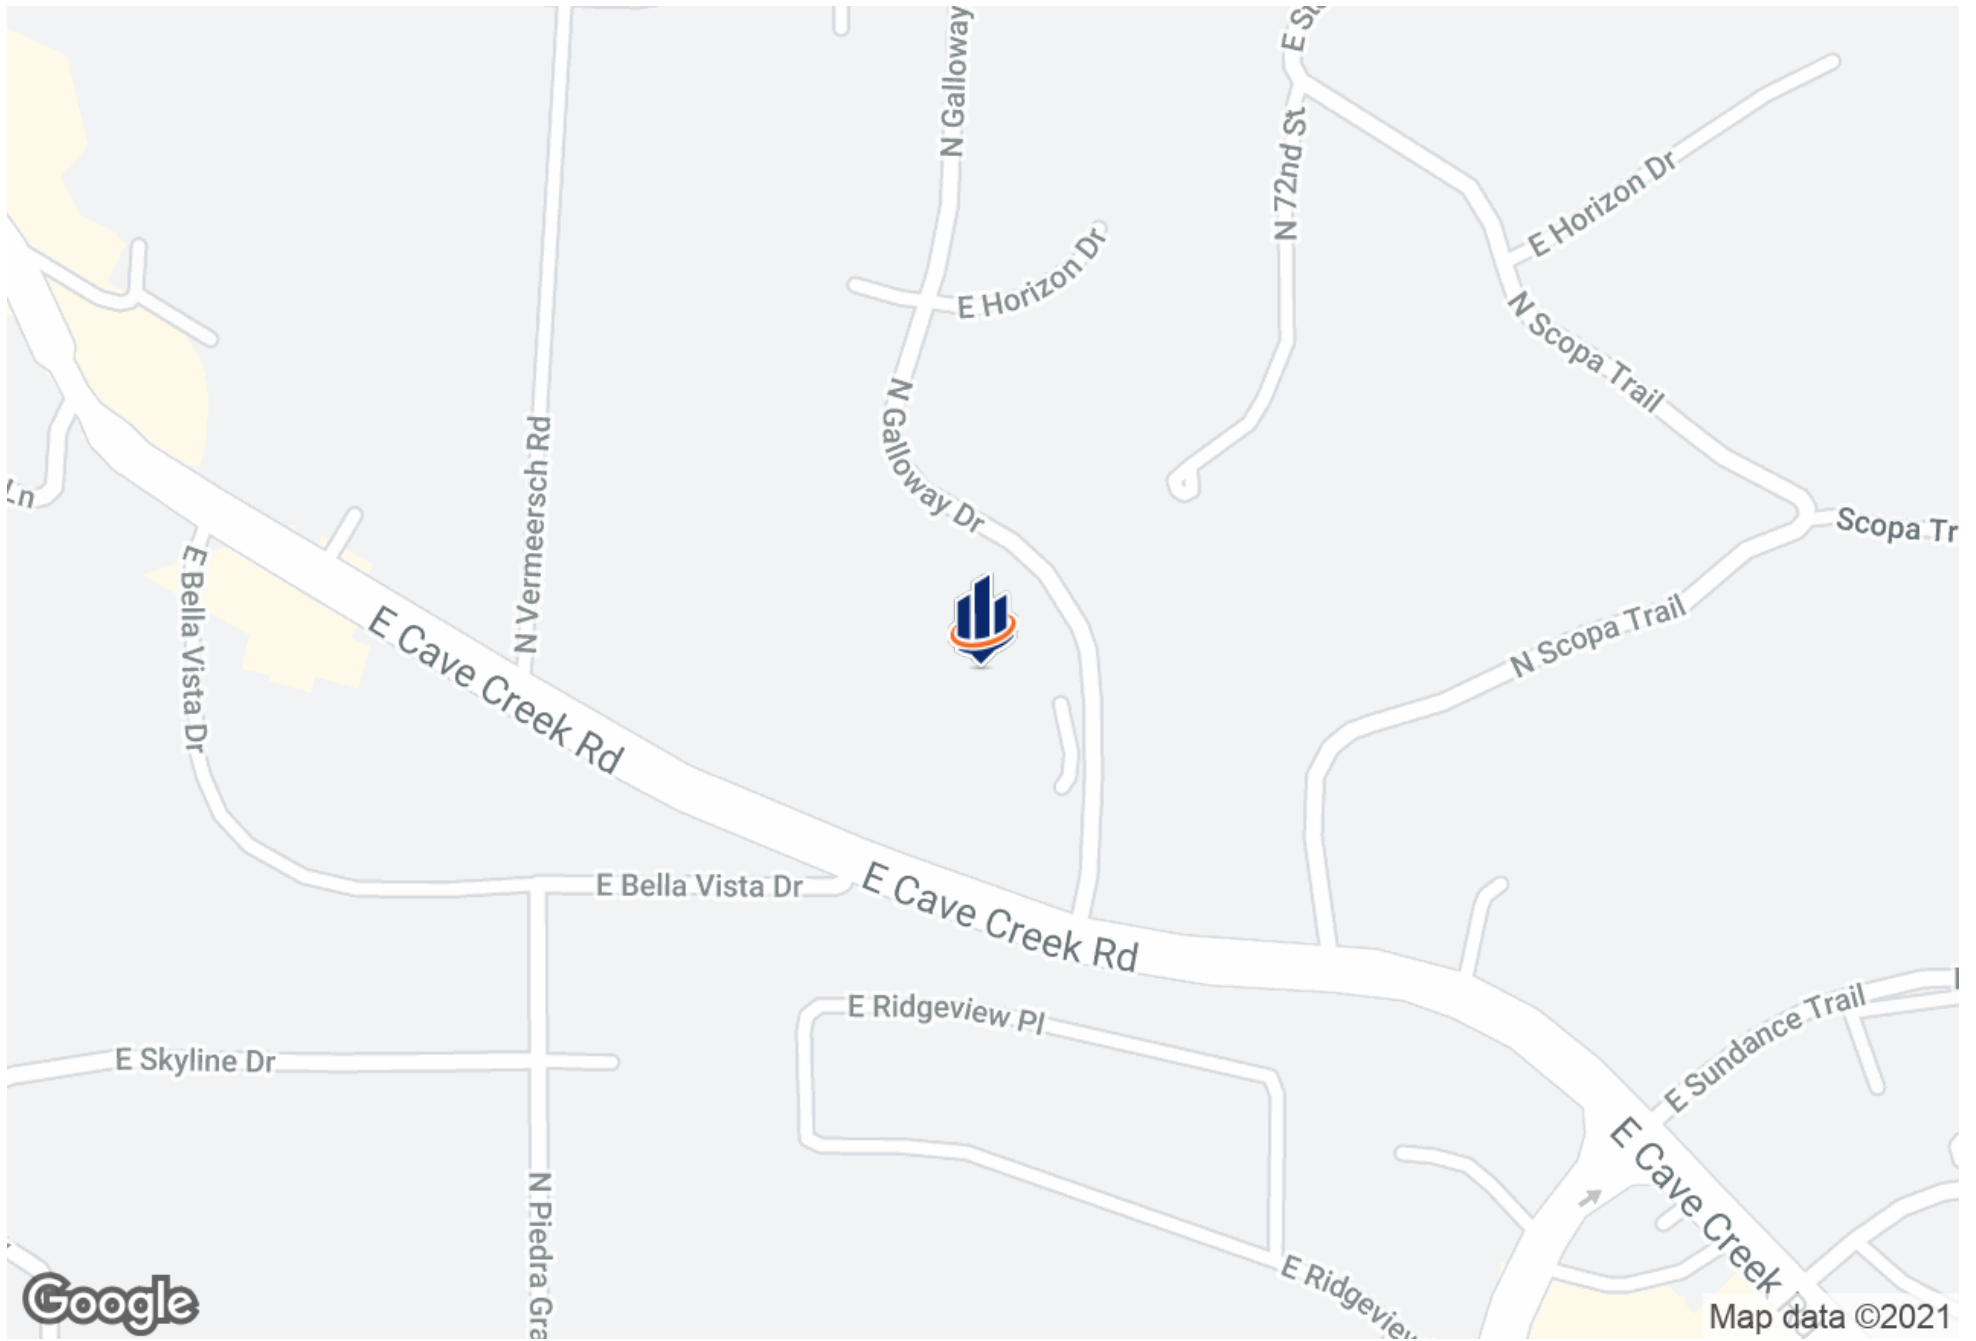 N Galloway
E St
N 72nd St
E Horizon Dr
E Horizon Dr
N Scopa Trail
N Galloway Dr
N Vermeersch Rd
Ln
Scopa Tr
E Bella Vista Dr
E Cave Creek Rd
N Scopa Trail
E Bella Vista Dr
E Cave Creek Rd
E Ridgeview Pl
E Sundance Trail
E Skyline Dr
E Cave Creek R
N Piedra Gra
E Ridgeview
Google
Map data ©2021